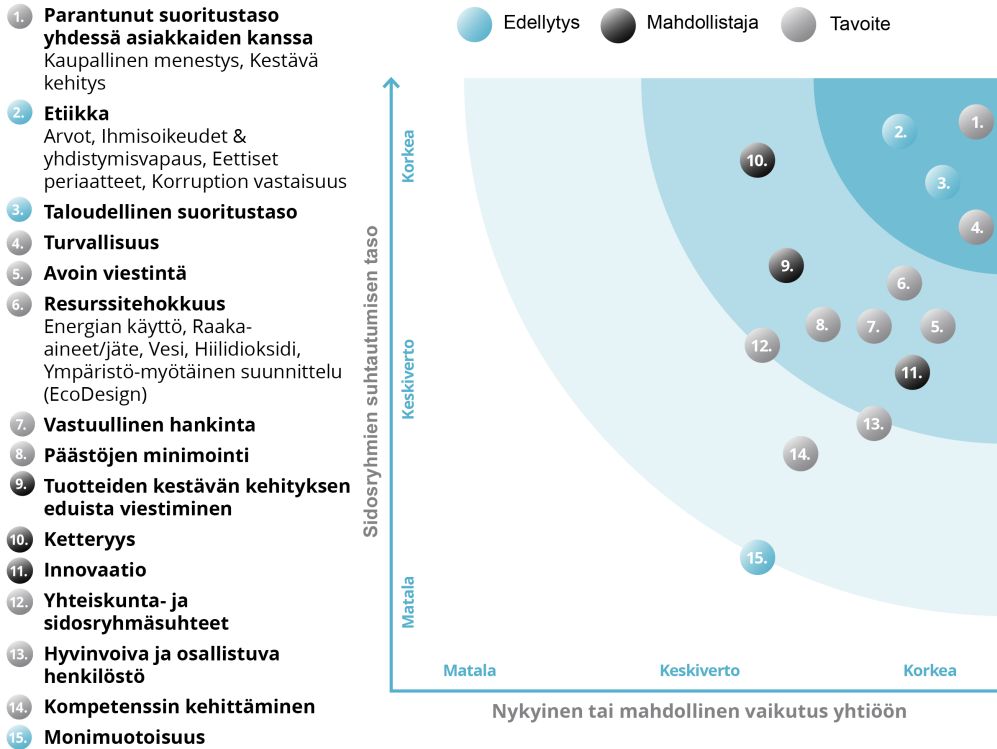 1. Parantunut suoritustaso
yhdessä asiakkaiden kanssa
Kaupallinen menestys, Kestävä
kehitys
2. Etiikka
Arvot, Ihmisoikeudet &
yhdistymisvapaus, Eettiset
periaatteet, Korruption vastaisuus
3. Taloudellinen suoritustaso
4. Turvallisuus
5. Avoin viestintä
6. Resurssitehokkuus
Energian käyttö, Raaka-
aineet/jäte, Vesi, Hiilidioksidi,
Ympäristö-myötäinen suunnittelu
(EcoDesign)
7. Vastuullinen hankinta
8. Päästöjen minimointi
9. Tuotteiden kestävän kehityksen
eduista viestiminen
10. Ketteryys
11. Innovaatio
12. Yhteiskunta- ja
sidosryhmäsuhteet
13. Hyvinvoiva ja osallistuva
henkilöstö
14. Kompetenssin kehittäminen
15. Monimuotoisuus
Edellytys Mahdollistaja Tavoite
Sidosryhmien suhtautumisen taso
Korkea
Keskiverto
Matala
1.
2.
10.
3.
4.
9.
6.
8. 7. 5.
12.
11.
13.
14.
15.
Matala Keskiverto Korkea
Nykyinen tai mahdollinen vaikutus yhtiöön